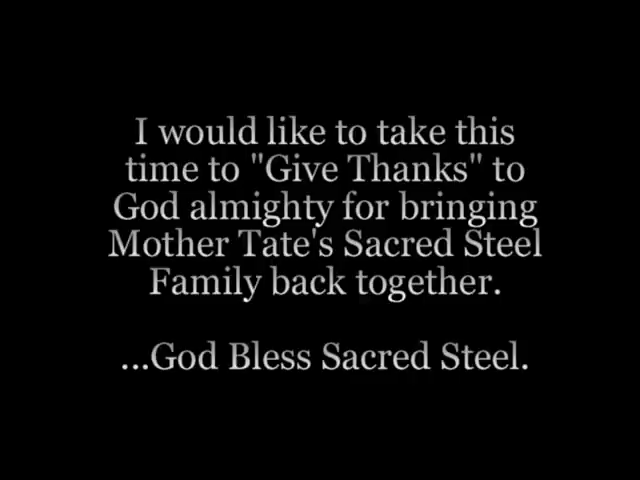 I would like to take this
time to "Give Thanks" to
God almighty for bringing
Mother Tate's Sacred Steel
Family back together.
...God Bless Sacred Steel.